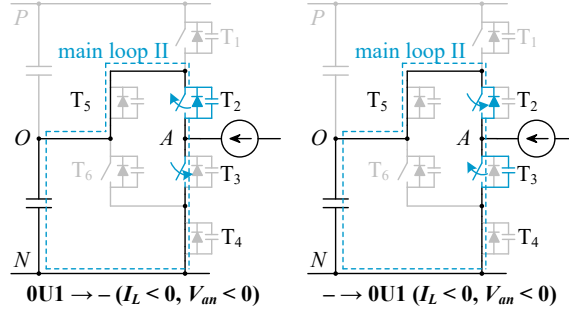 P
T1
main loop II
T5
T2
O
A
T6
T3
T4
N
0U1 → – (IL < 0, Van < 0)
P
T1
main loop II
T5
T2
O
A
T6
T3
T4
N
– → 0U1 (IL < 0, Van < 0)